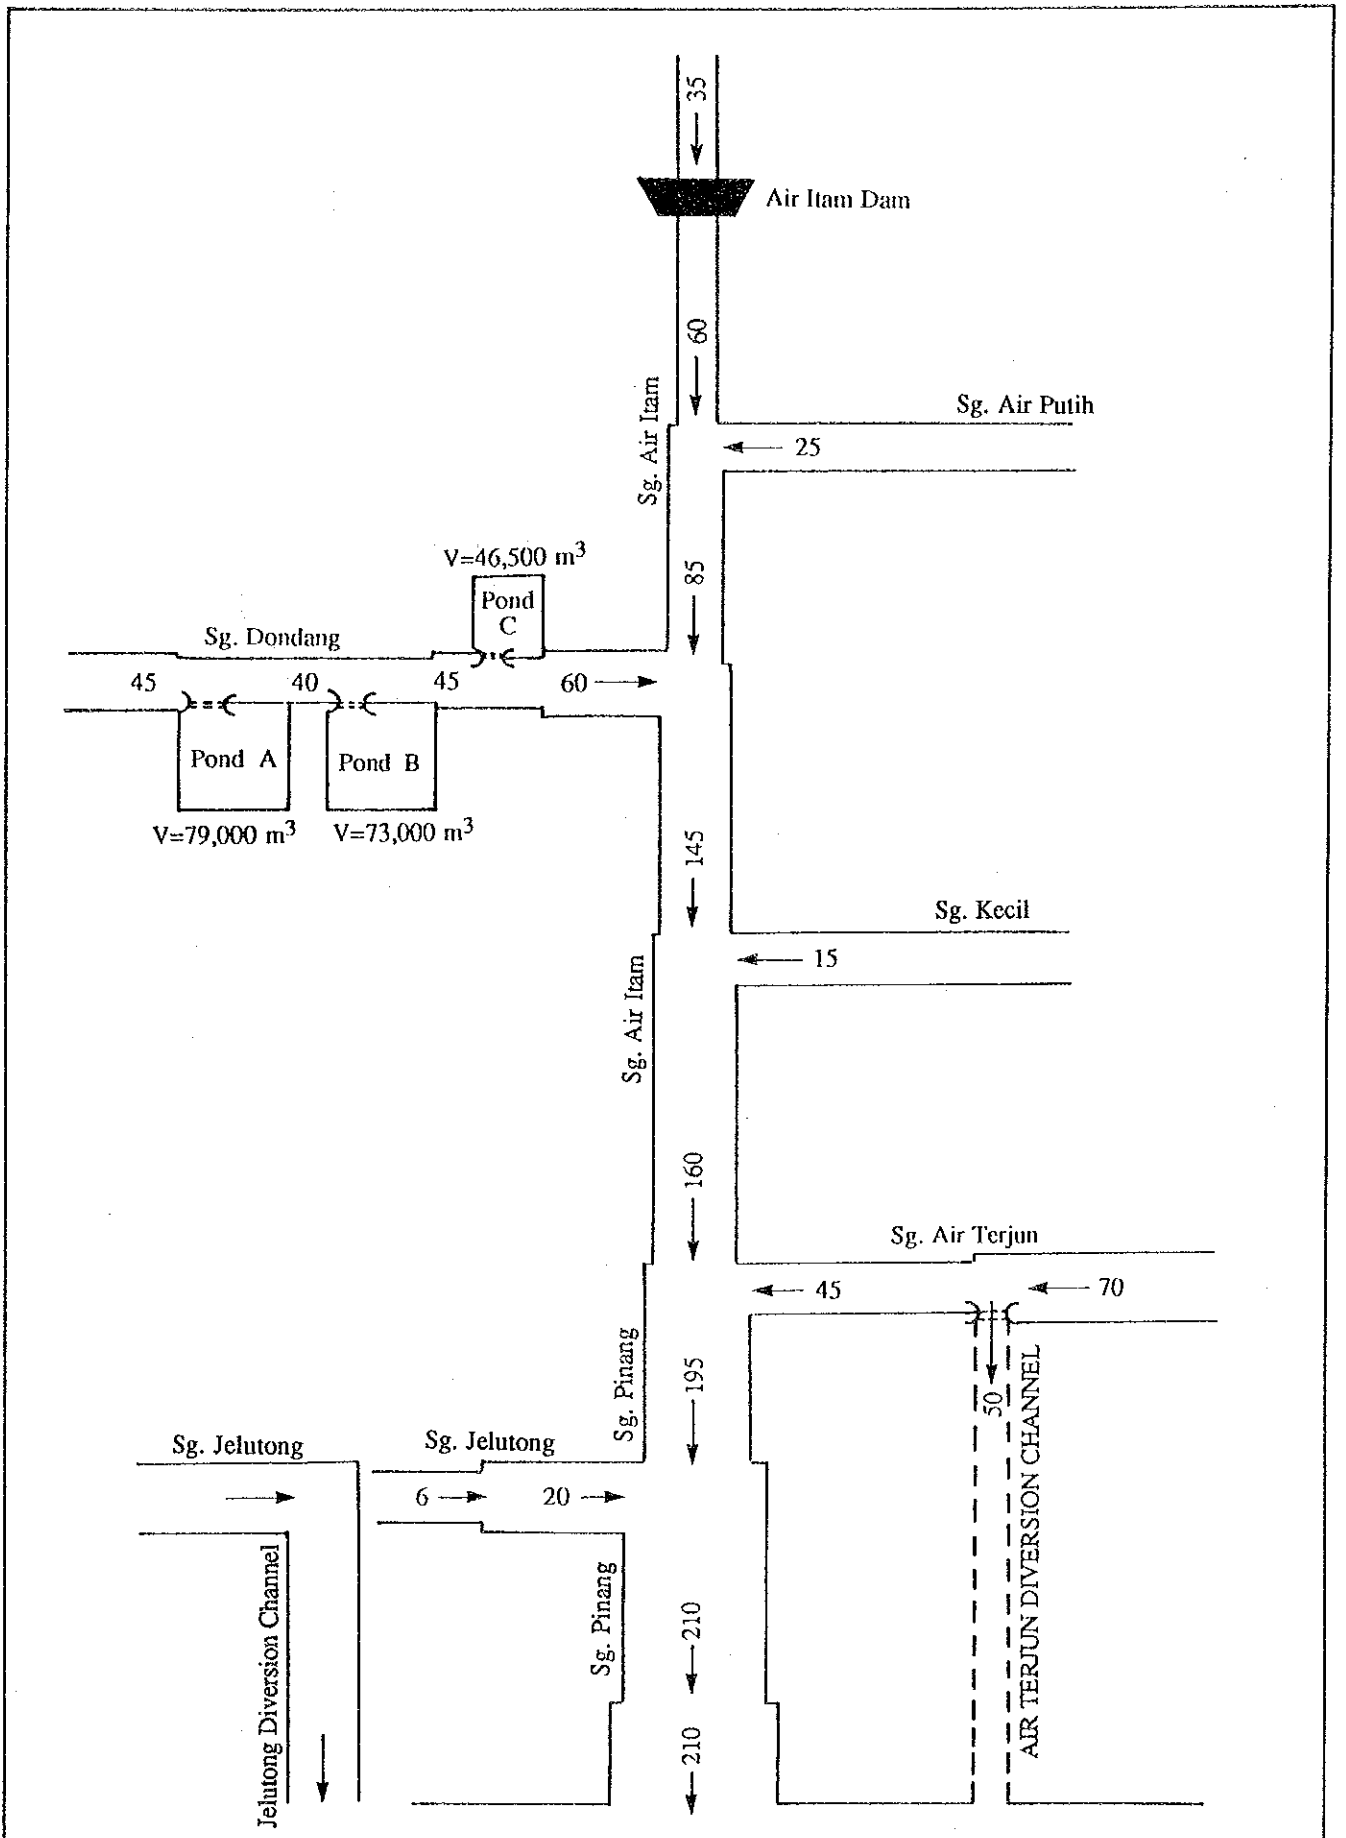 35
Air Itam Dam
60
Sg. Air Itam
Sg. Air Putih
25
85
V=46,500 m³
Pond
C
Sg. Dondang
45
40
45
60
Pond A
Pond B
V=79,000 m³
V=73,000 m³
145
Sg. Kecil
15
Sg. Air Itam
160
Sg. Air Terjun
45
70
Sg. Pinang
195
50
AIR TERJUN DIVERSION CHANNEL
Sg. Jelutong
Sg. Jelutong
6
20
Jelutong Diversion Channel
Sg. Pinang
210
210